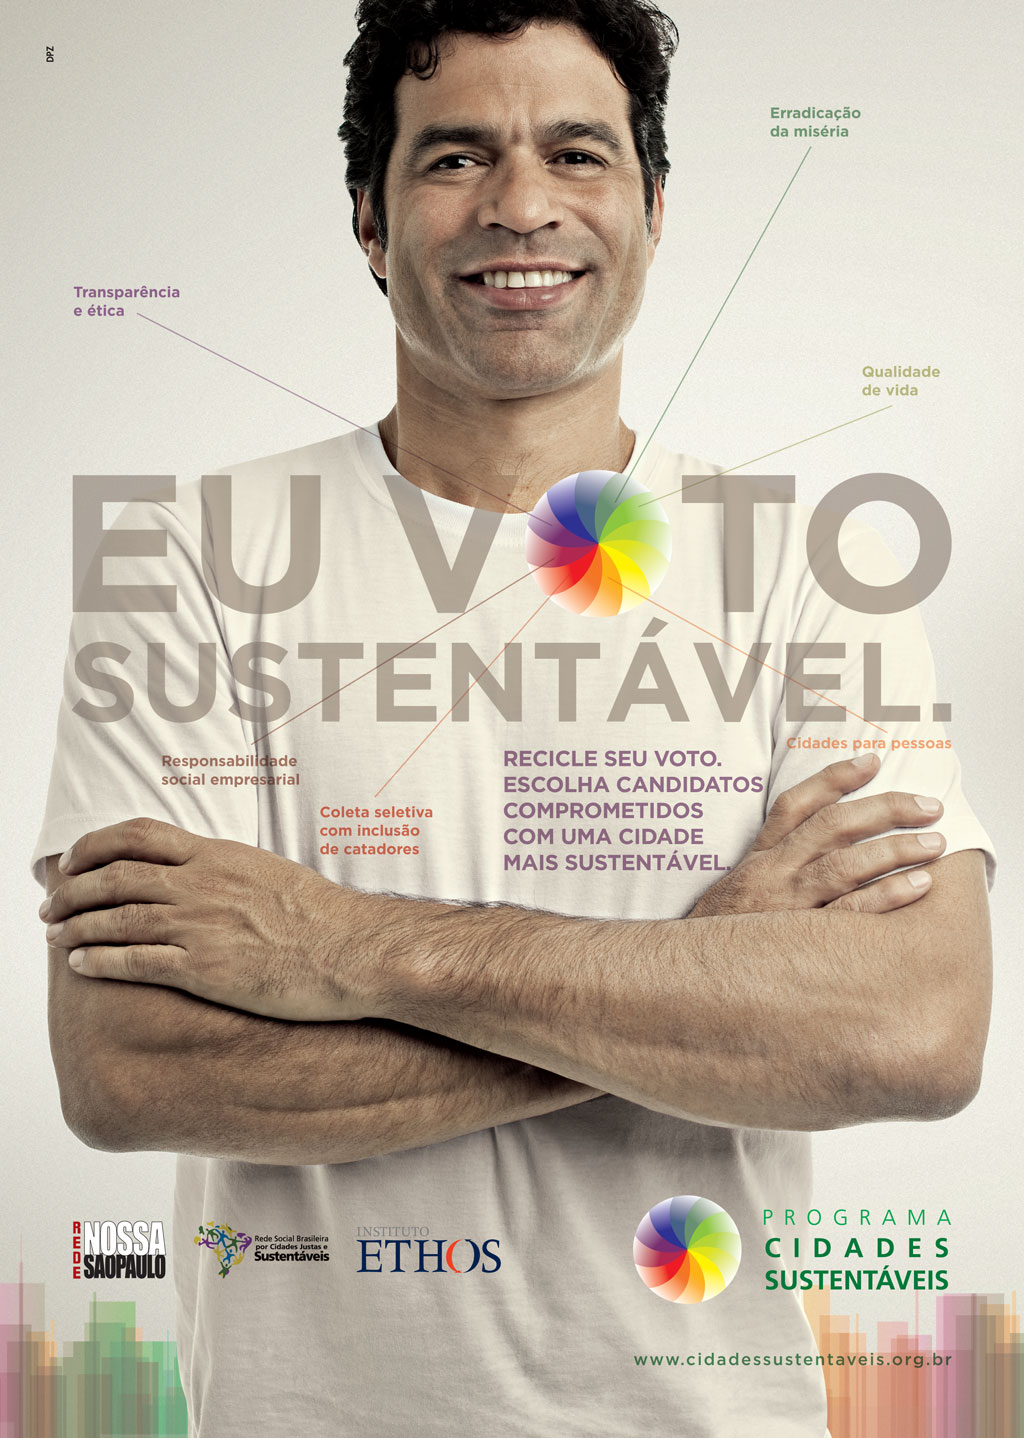 DPZ
Erradicação
da miséria
Transparência
e ética
Qualidade
de vida
EU VOTO
SUSTENTÁVEL.
Responsabilidade
social empresarial
Coleta seletiva
com inclusão
de catadores
Cidades para pessoas
RECICLE SEU VOTO.
ESCOLHA CANDIDATOS
COMPROMETIDOS
COM UMA CIDADE
MAIS SUSTENTÁVEL.
REDE
NOSSA
SÃO PAULO
Rede Social Brasileira
por Cidades Justas e
Sustentáveis
INSTITUTO
ETHOS
PROGRAMA
CIDADES
SUSTENTÁVEIS
www.cidadessustentaveis.org.br